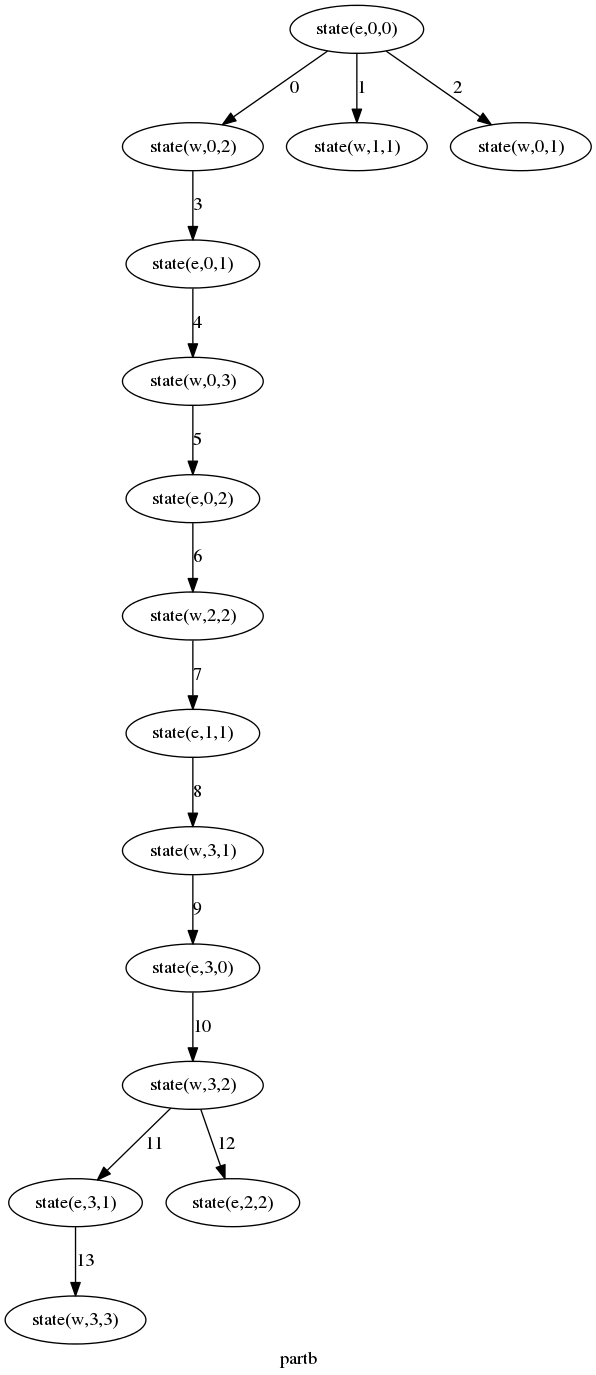 state(e,0,0)
0
1
2
state(w,0,2)
state(w,1,1)
state(w,0,1)
3
state(e,0,1)
4
state(w,0,3)
5
state(e,0,2)
6
state(w,2,2)
7
state(e,1,1)
8
state(w,3,1)
9
state(e,3,0)
10
state(w,3,2)
11
12
state(e,3,1)
state(e,2,2)
13
state(w,3,3)
partb